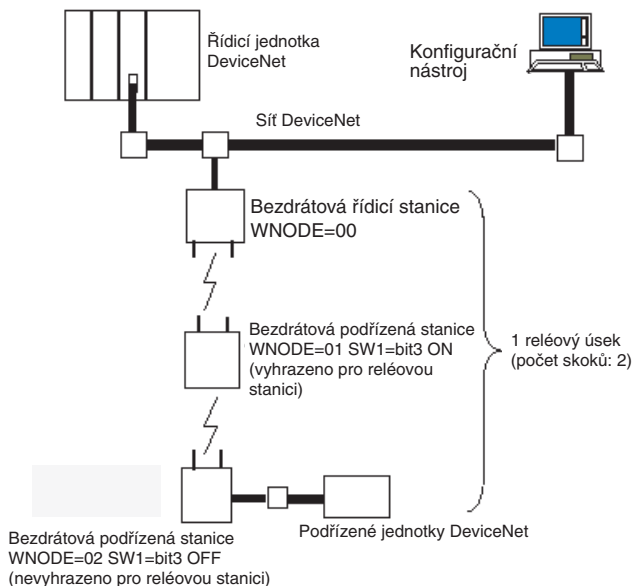 Řídicí jednotka
DeviceNet
Konfigurační
nástroj
Síť DeviceNet
Bezdrátová řídicí stanice
WNODE=00
Bezdrátová podřízená stanice
WNODE=01 SW1=bit3 ON
(vyhrazeno pro reléovou
stanici)
1 reléový úsek
(počet skoků: 2)
Podřízené jednotky DeviceNet
Bezdrátová podřízená stanice
WNODE=02 SW1=bit3 OFF
(nevyhrazeno pro reléovou stanici)